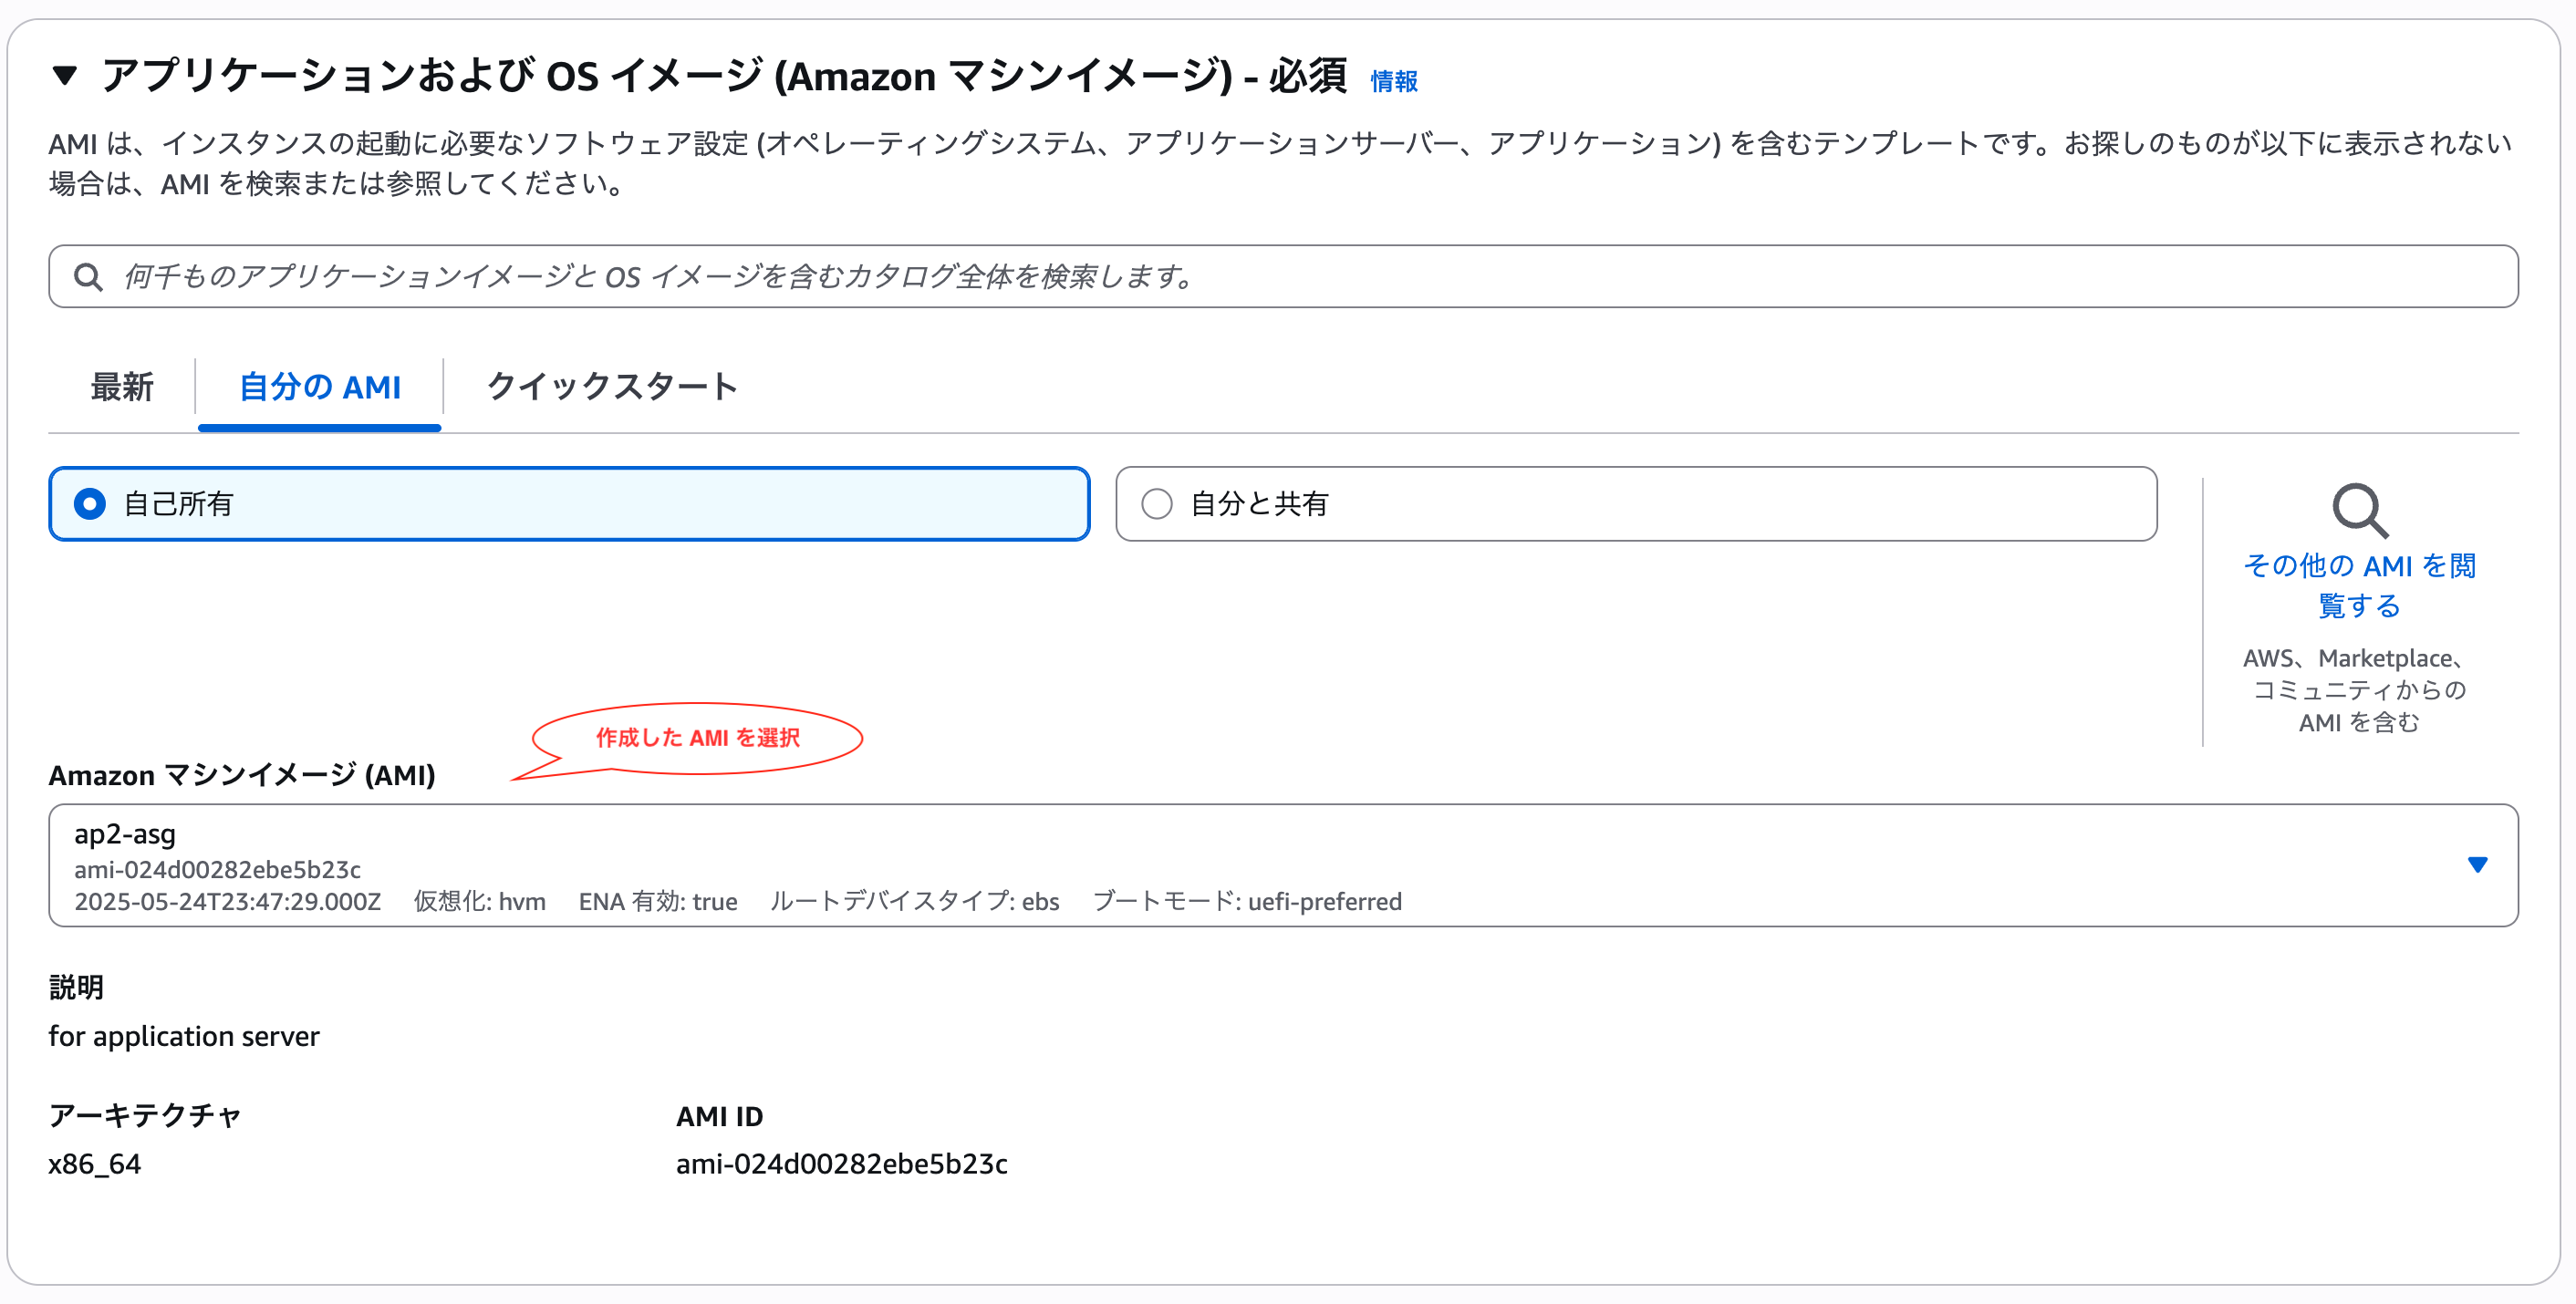 ▼ アプリケーションおよび OS イメージ (Amazon マシンイメージ) - 必須 情報
AMI は、インスタンスの起動に必要なソフトウェア設定 (オペレーティングシステム、アプリケーションサーバー、アプリケーション) を含むテンプレートです。お探しのものが以下に表示されない
場合は、AMI を検索または参照してください。
何千ものアプリケーションイメージと OS イメージを含むカタログ全体を検索します。
最新 自分の AMI クイックスタート
自己所有 自分と共有
その他の AMI を閲
覧する
AWS、Marketplace、
コミュニティからの
AMI を含む
作成した AMI を選択
Amazon マシンイメージ (AMI)
ap2-asg
ami-024d00282ebe5b23c
2025-05-24T23:47:29.000Z 仮想化: hvm ENA 有効: true ルートデバイスタイプ: ebs ブートモード: uefi-preferred
説明
for application server
アーキテクチャ AMI ID
x86_64 ami-024d00282ebe5b23c